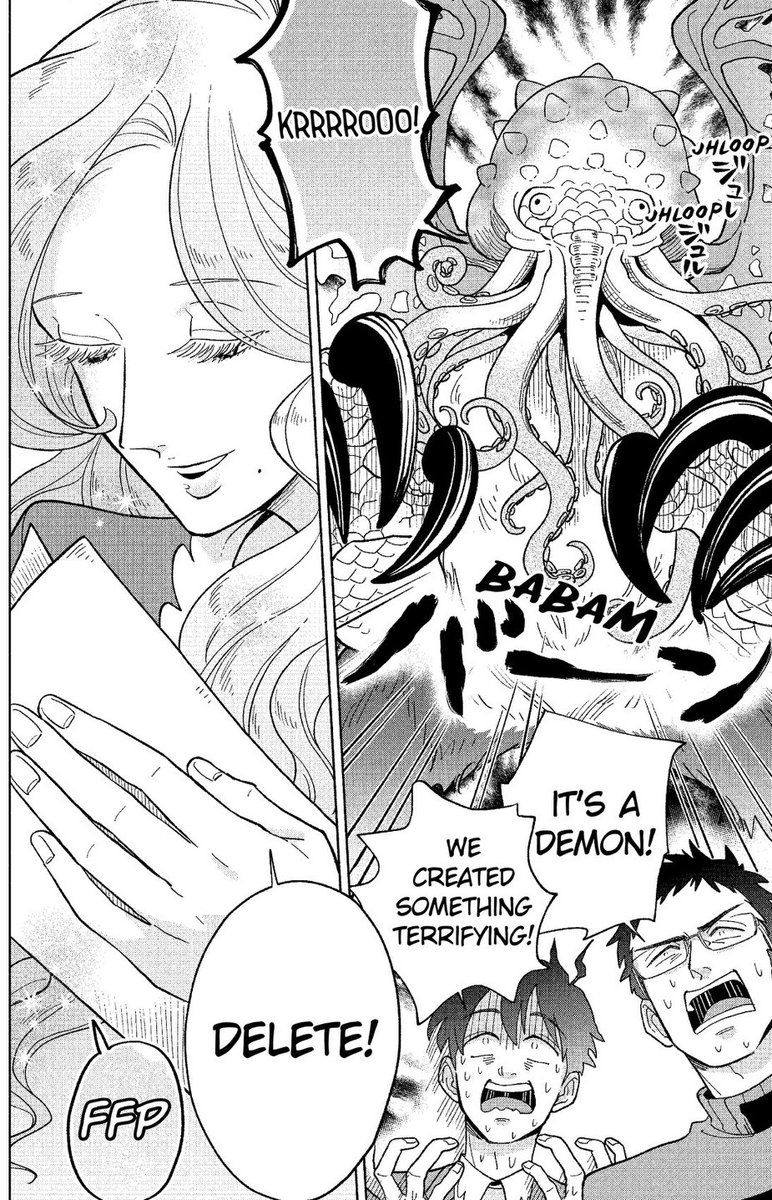 KRRRROOO!
JHLOOP
ジュル
JHLOOP
ジュル
BABAM
バーン
IT'S A
DEMON!
WE
CREATED
SOMETHING
TERRIFYING!
DELETE!
FFP